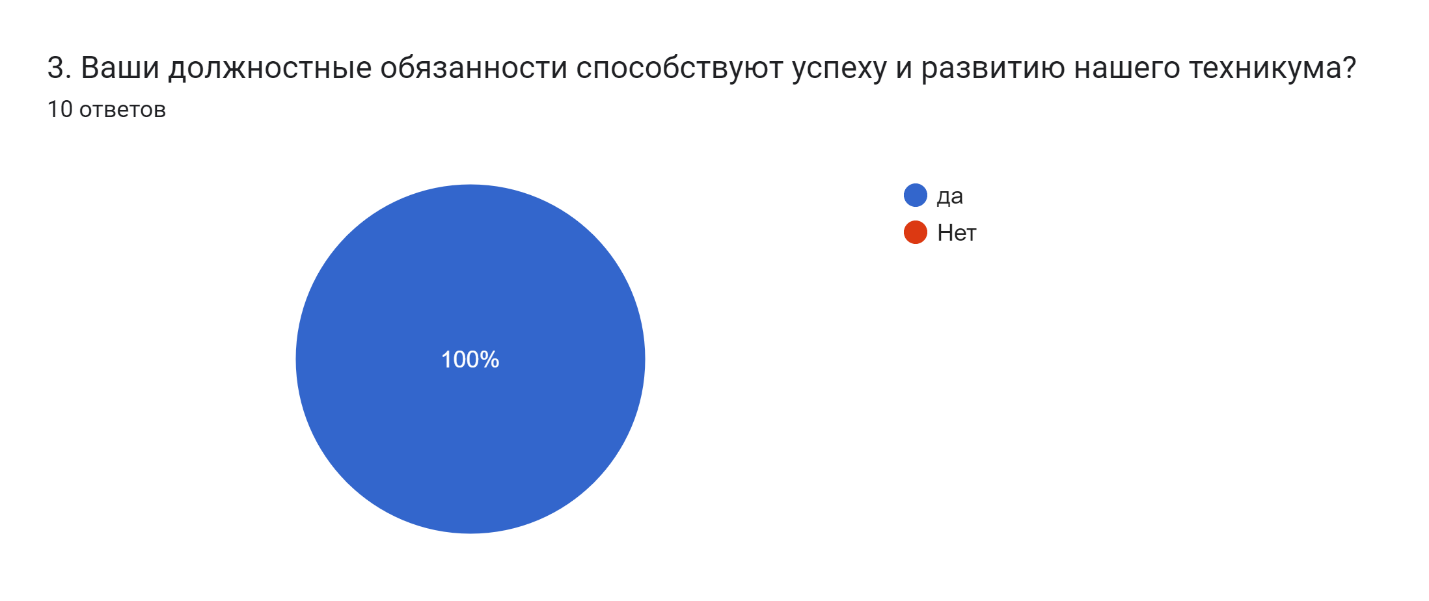 3. Ваши должностные обязанности способствуют успеху и развитию нашего техникума?
10 ответов
да
Нет
100%